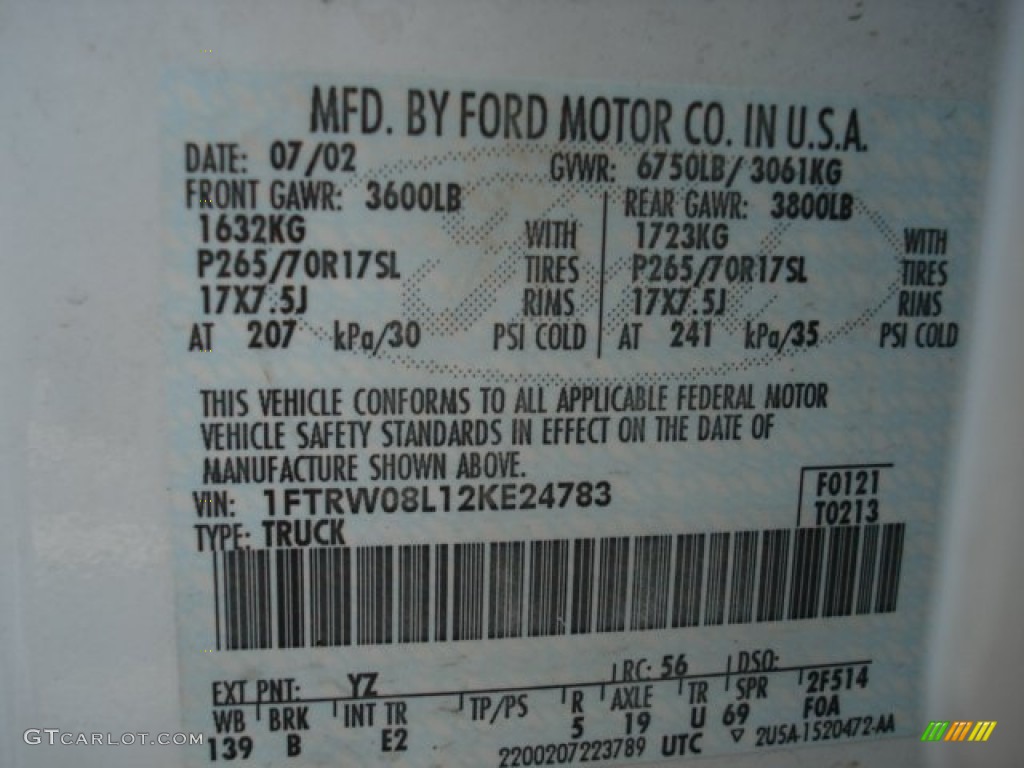 MFD. BY FORD MOTOR CO. IN U.S.A.
DATE: 07/02 GVWR: 6750LB/3061KG
FRONT GAWR: 3600LB REAR GAWR: 3800LB
1632KG WITH 1723KG WITH
P265/70R17SL TIRES P265/70R17SL TIRES
17X7.5J RIMS 17X7.5J RIMS
AT 207 kPa/30 PSI COLD AT 241 kPa/35 PSI COLD
THIS VEHICLE CONFORMS TO ALL APPLICABLE FEDERAL MOTOR
VEHICLE SAFETY STANDARDS IN EFFECT ON THE DATE OF
MANUFACTURE SHOWN ABOVE.
VIN: 1FTRW08L12KE24783 F0121
TYPE: TRUCK T0213
EXT PNT: YZ RC: 56 DSO:
WB BRK INT TR TP/PS R AXLE TR SPR 2F514
139 B E2 5 19 U 69 F0A
2200207223789 UTC ▽ 2U5A-1520472-AA
GTCARLOT.COM